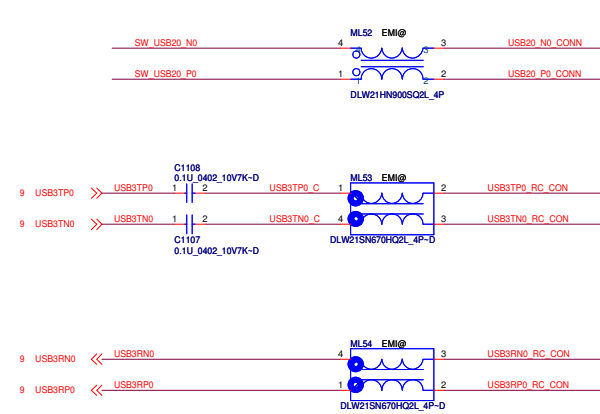 ML52 EMI@
SW_USB20_N0 4 3 USB20_N0_CONN
SW_USB20_P0 1 2 USB20_P0_CONN
DLW21HN900SQ2L_4P
C1108
0.1U_0402_10V7K~D ML53 EMI@
9 USB3TP0 USB3TP0 1 2 USB3TP0_C 1 2 USB3TP0_RC_CON
9 USB3TN0 USB3TN0 1 2 USB3TN0_C 4 3 USB3TN0_RC_CON
C1107 DLW21SN670HQ2L_4P~D
0.1U_0402_10V7K~D
ML54 EMI@
9 USB3RN0 USB3RN0 4 3 USB3RN0_RC_CON
9 USB3RP0 USB3RP0 1 2 USB3RP0_RC_CON
DLW21SN670HQ2L_4P~D